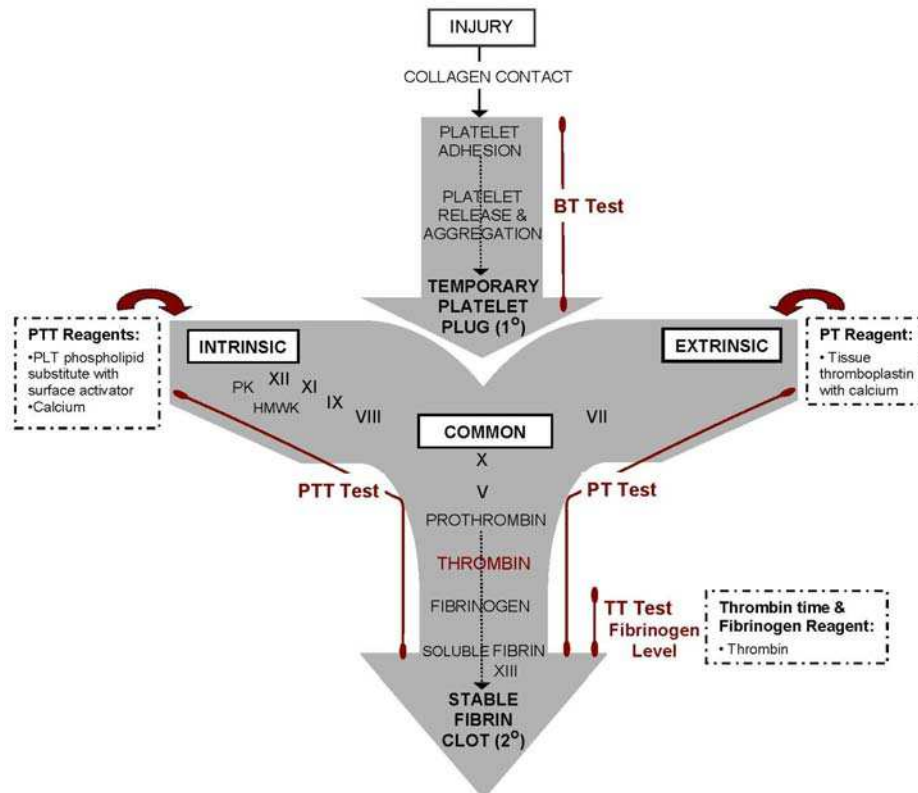 INJURY
COLLAGEN CONTACT
PLATELET
ADHESION
PLATELET
RELEASE &
AGGREGATION
BT Test
TEMPORARY
PLATELET
PLUG (1º)
PTT Reagents:
•PLT phospholipid
substitute with
surface activator
•Calcium
INTRINSIC
PK
XII
XI
HMWK
IX
VIII
EXTRINSIC
VII
PT Reagent:
• Tissue
thromboplastin
with calcium
COMMON
X
V
PTT Test
PT Test
PROTHROMBIN
THROMBIN
FIBRINOGEN
SOLUBLE FIBRIN
XIII
STABLE
FIBRIN
CLOT (2º)
TT Test
Fibrinogen
Level
Thrombin time &
Fibrinogen Reagent:
• Thrombin